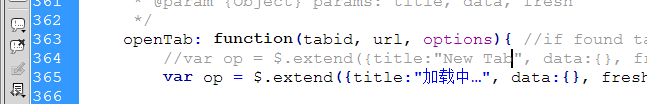 361 * @param {Object} params: title, data, fresh
362 */
363 openTab: function(tabid, url, options){ //if found ta
364 //var op = $.extend({title:"New Tab", data:{}, fr
365 var op = $.extend({title:"加载中…", data:{}, fresh
366